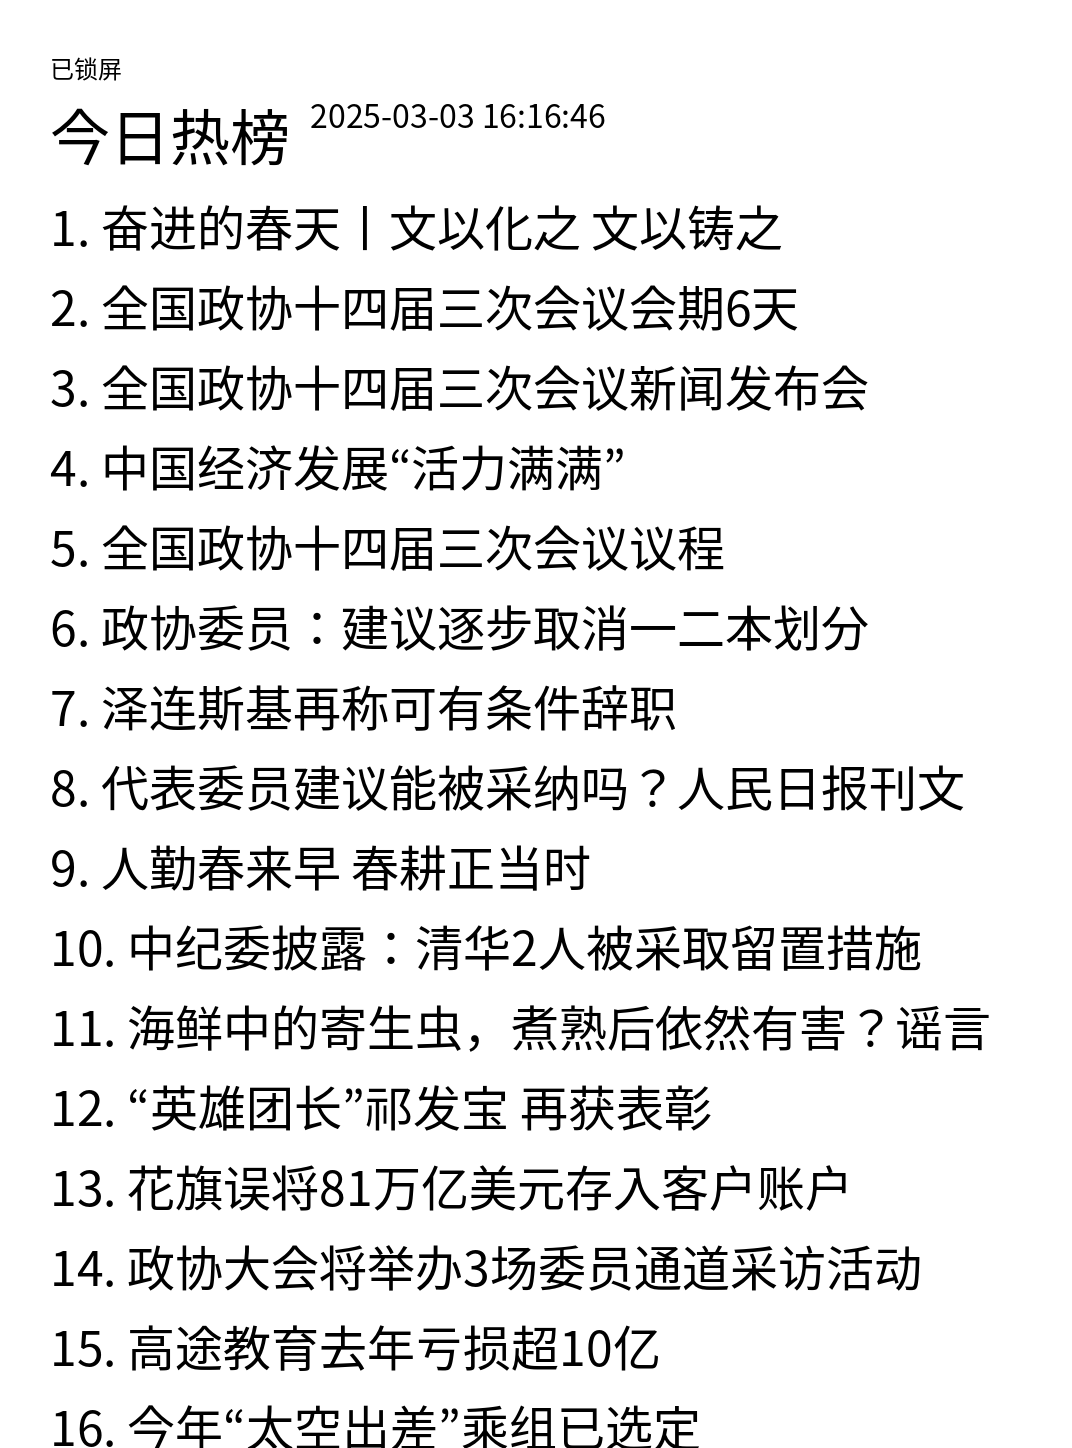 已锁屏
今日热榜 2025-03-03 16:16:46
1. 奋进的春天丨文以化之 文以铸之
2. 全国政协十四届三次会议会期6天
3. 全国政协十四届三次会议新闻发布会
4. 中国经济发展“活力满满”
5. 全国政协十四届三次会议议程
6. 政协委员：建议逐步取消一二本划分
7. 泽连斯基再称可有条件辞职
8. 代表委员建议能被采纳吗？人民日报刊文
9. 人勤春来早 春耕正当时
10. 中纪委披露：清华2人被采取留置措施
11. 海鲜中的寄生虫，煮熟后依然有害？谣言
12. “英雄团长”祁发宝 再获表彰
13. 花旗误将81万亿美元存入客户账户
14. 政协大会将举办3场委员通道采访活动
15. 高途教育去年亏损超10亿
16. 今年“太空出差”乘组已选定